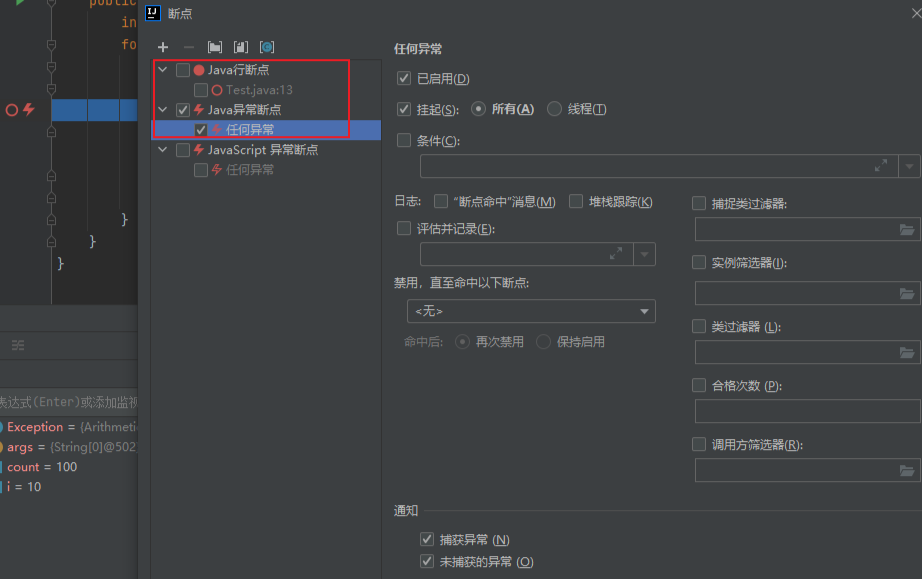 断点
public
in
fo
}
}
}
Java行断点
Test.java:13
Java异常断点
任何异常
JavaScript 异常断点
任何异常
任何异常
已启用(D)
挂起(S):
所有(A)
线程(T)
条件(C):
日志:
“断点命中”消息(M)
堆栈跟踪(K)
捕捉类过滤器:
评估并记录(E):
实例筛选器(I):
禁用，直至命中以下断点:
<无>
类过滤器 (L):
命中后:
再次禁用
保持启用
合格次数 (P):
调用方筛选器(R):
通知
捕获异常 (N)
未捕获的异常 (O)
表达式(Enter)或添加监视
Exception = {Arithmeti
args = {String[0]@502
count = 100
i = 10